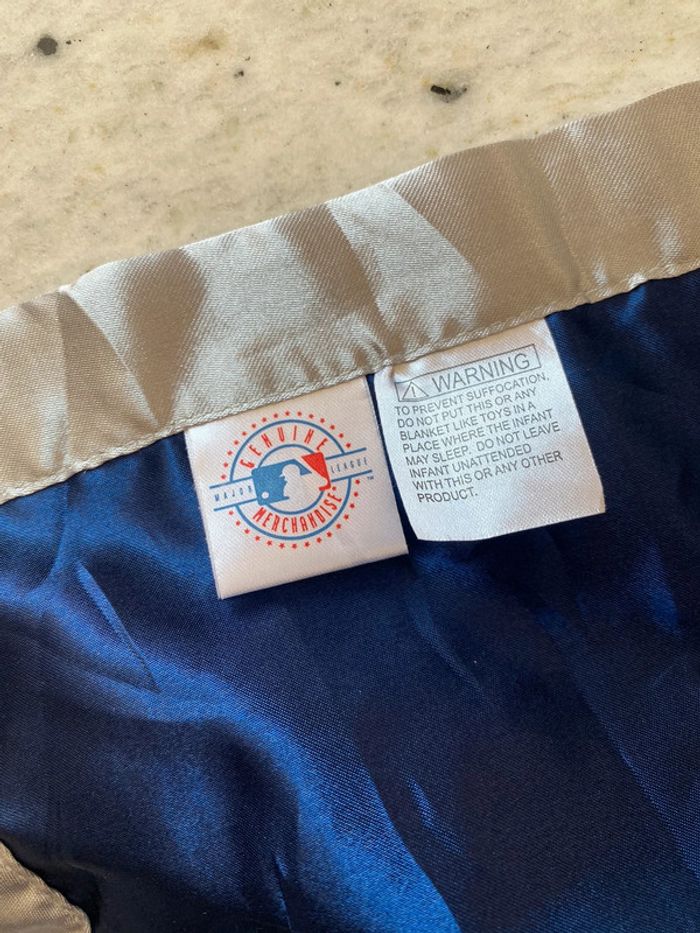 GENUINE
MAJOR LEAGUE
MERCHANDISE
TM
WARNING
TO PREVENT SUFFOCATION,
DO NOT PUT THIS OR ANY
BLANKET LIKE TOYS IN A
PLACE WHERE THE INFANT
MAY SLEEP. DO NOT LEAVE
INFANT UNATTENDED
WITH THIS OR ANY OTHER
PRODUCT.